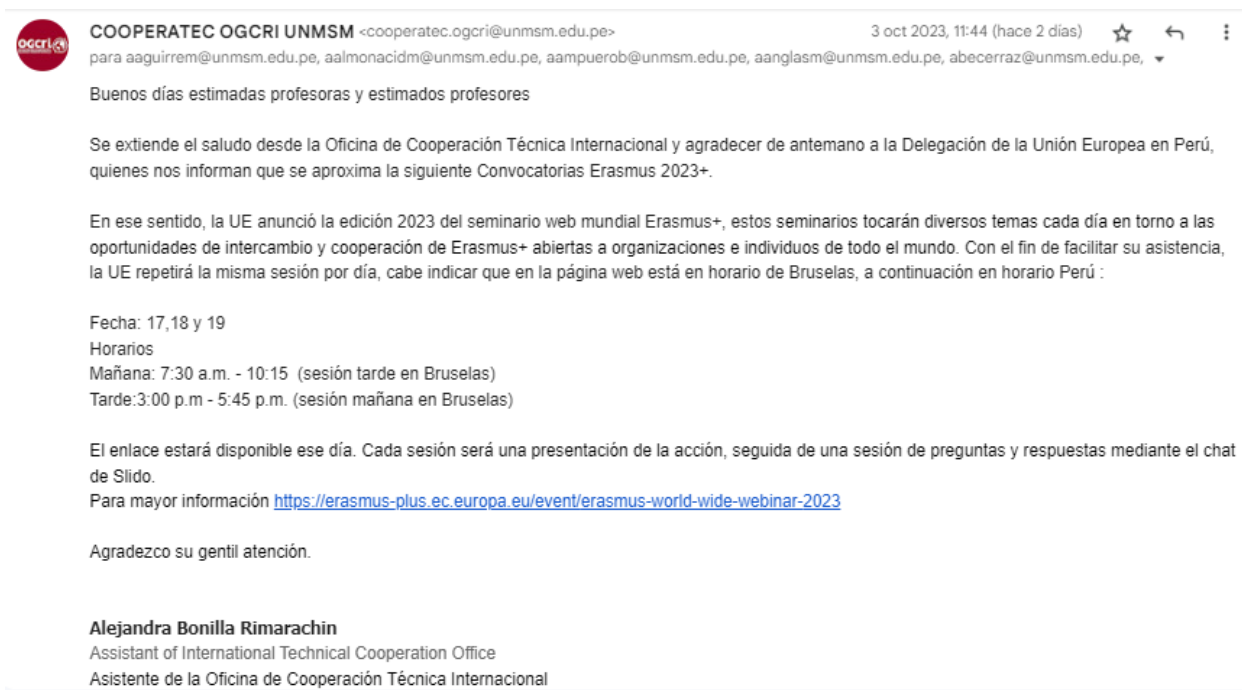 OGCRI
COOPERATEC OGCRI UNMSM <cooperatec.ogcri@unmsm.edu.pe>
3 oct 2023, 11:44 (hace 2 días)
para aaguirrem@unmsm.edu.pe, aalmonacidm@unmsm.edu.pe, aampuerob@unmsm.edu.pe, aanglasm@unmsm.edu.pe, abecerraz@unmsm.edu.pe,
Buenos días estimadas profesoras y estimados profesores
Se extiende el saludo desde la Oficina de Cooperación Técnica Internacional y agradecer de antemano a la Delegación de la Unión Europea en Perú,
quienes nos informan que se aproxima la siguiente Convocatorias Erasmus 2023+.
En ese sentido, la UE anunció la edición 2023 del seminario web mundial Erasmus+, estos seminarios tocarán diversos temas cada día en torno a las
oportunidades de intercambio y cooperación de Erasmus+ abiertas a organizaciones e individuos de todo el mundo. Con el fin de facilitar su asistencia,
la UE repetirá la misma sesión por día, cabe indicar que en la página web está en horario de Bruselas, a continuación en horario Perú :
Fecha: 17,18 y 19
Horarios
Mañana: 7:30 a.m. - 10:15  (sesión tarde en Bruselas)
Tarde:3:00 p.m - 5:45 p.m. (sesión mañana en Bruselas)
El enlace estará disponible ese día. Cada sesión será una presentación de la acción, seguida de una sesión de preguntas y respuestas mediante el chat
de Slido.
Para mayor información https://erasmus-plus.ec.europa.eu/event/erasmus-world-wide-webinar-2023
Agradezco su gentil atención.
Alejandra Bonilla Rimarachin
Assistant of International Technical Cooperation Office
Asistente de la Oficina de Cooperación Técnica Internacional